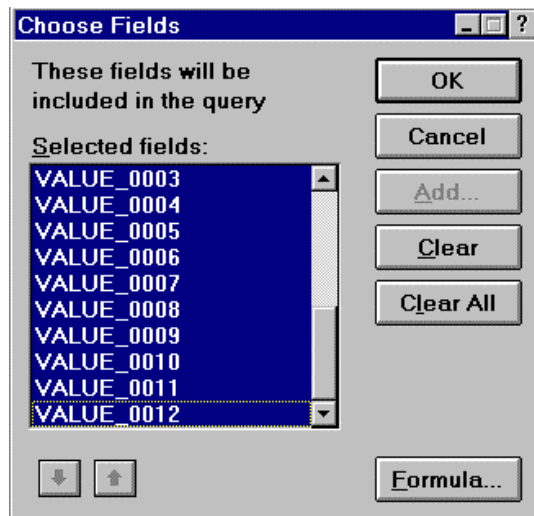 Choose Fields ?
These fields will be
included in the query
Selected fields:
VALUE_0003
VALUE_0004
VALUE_0005
VALUE_0006
VALUE_0007
VALUE_0008
VALUE_0009
VALUE_0010
VALUE_0011
VALUE_0012
OK
Cancel
Add...
Clear
Clear All
Formula...